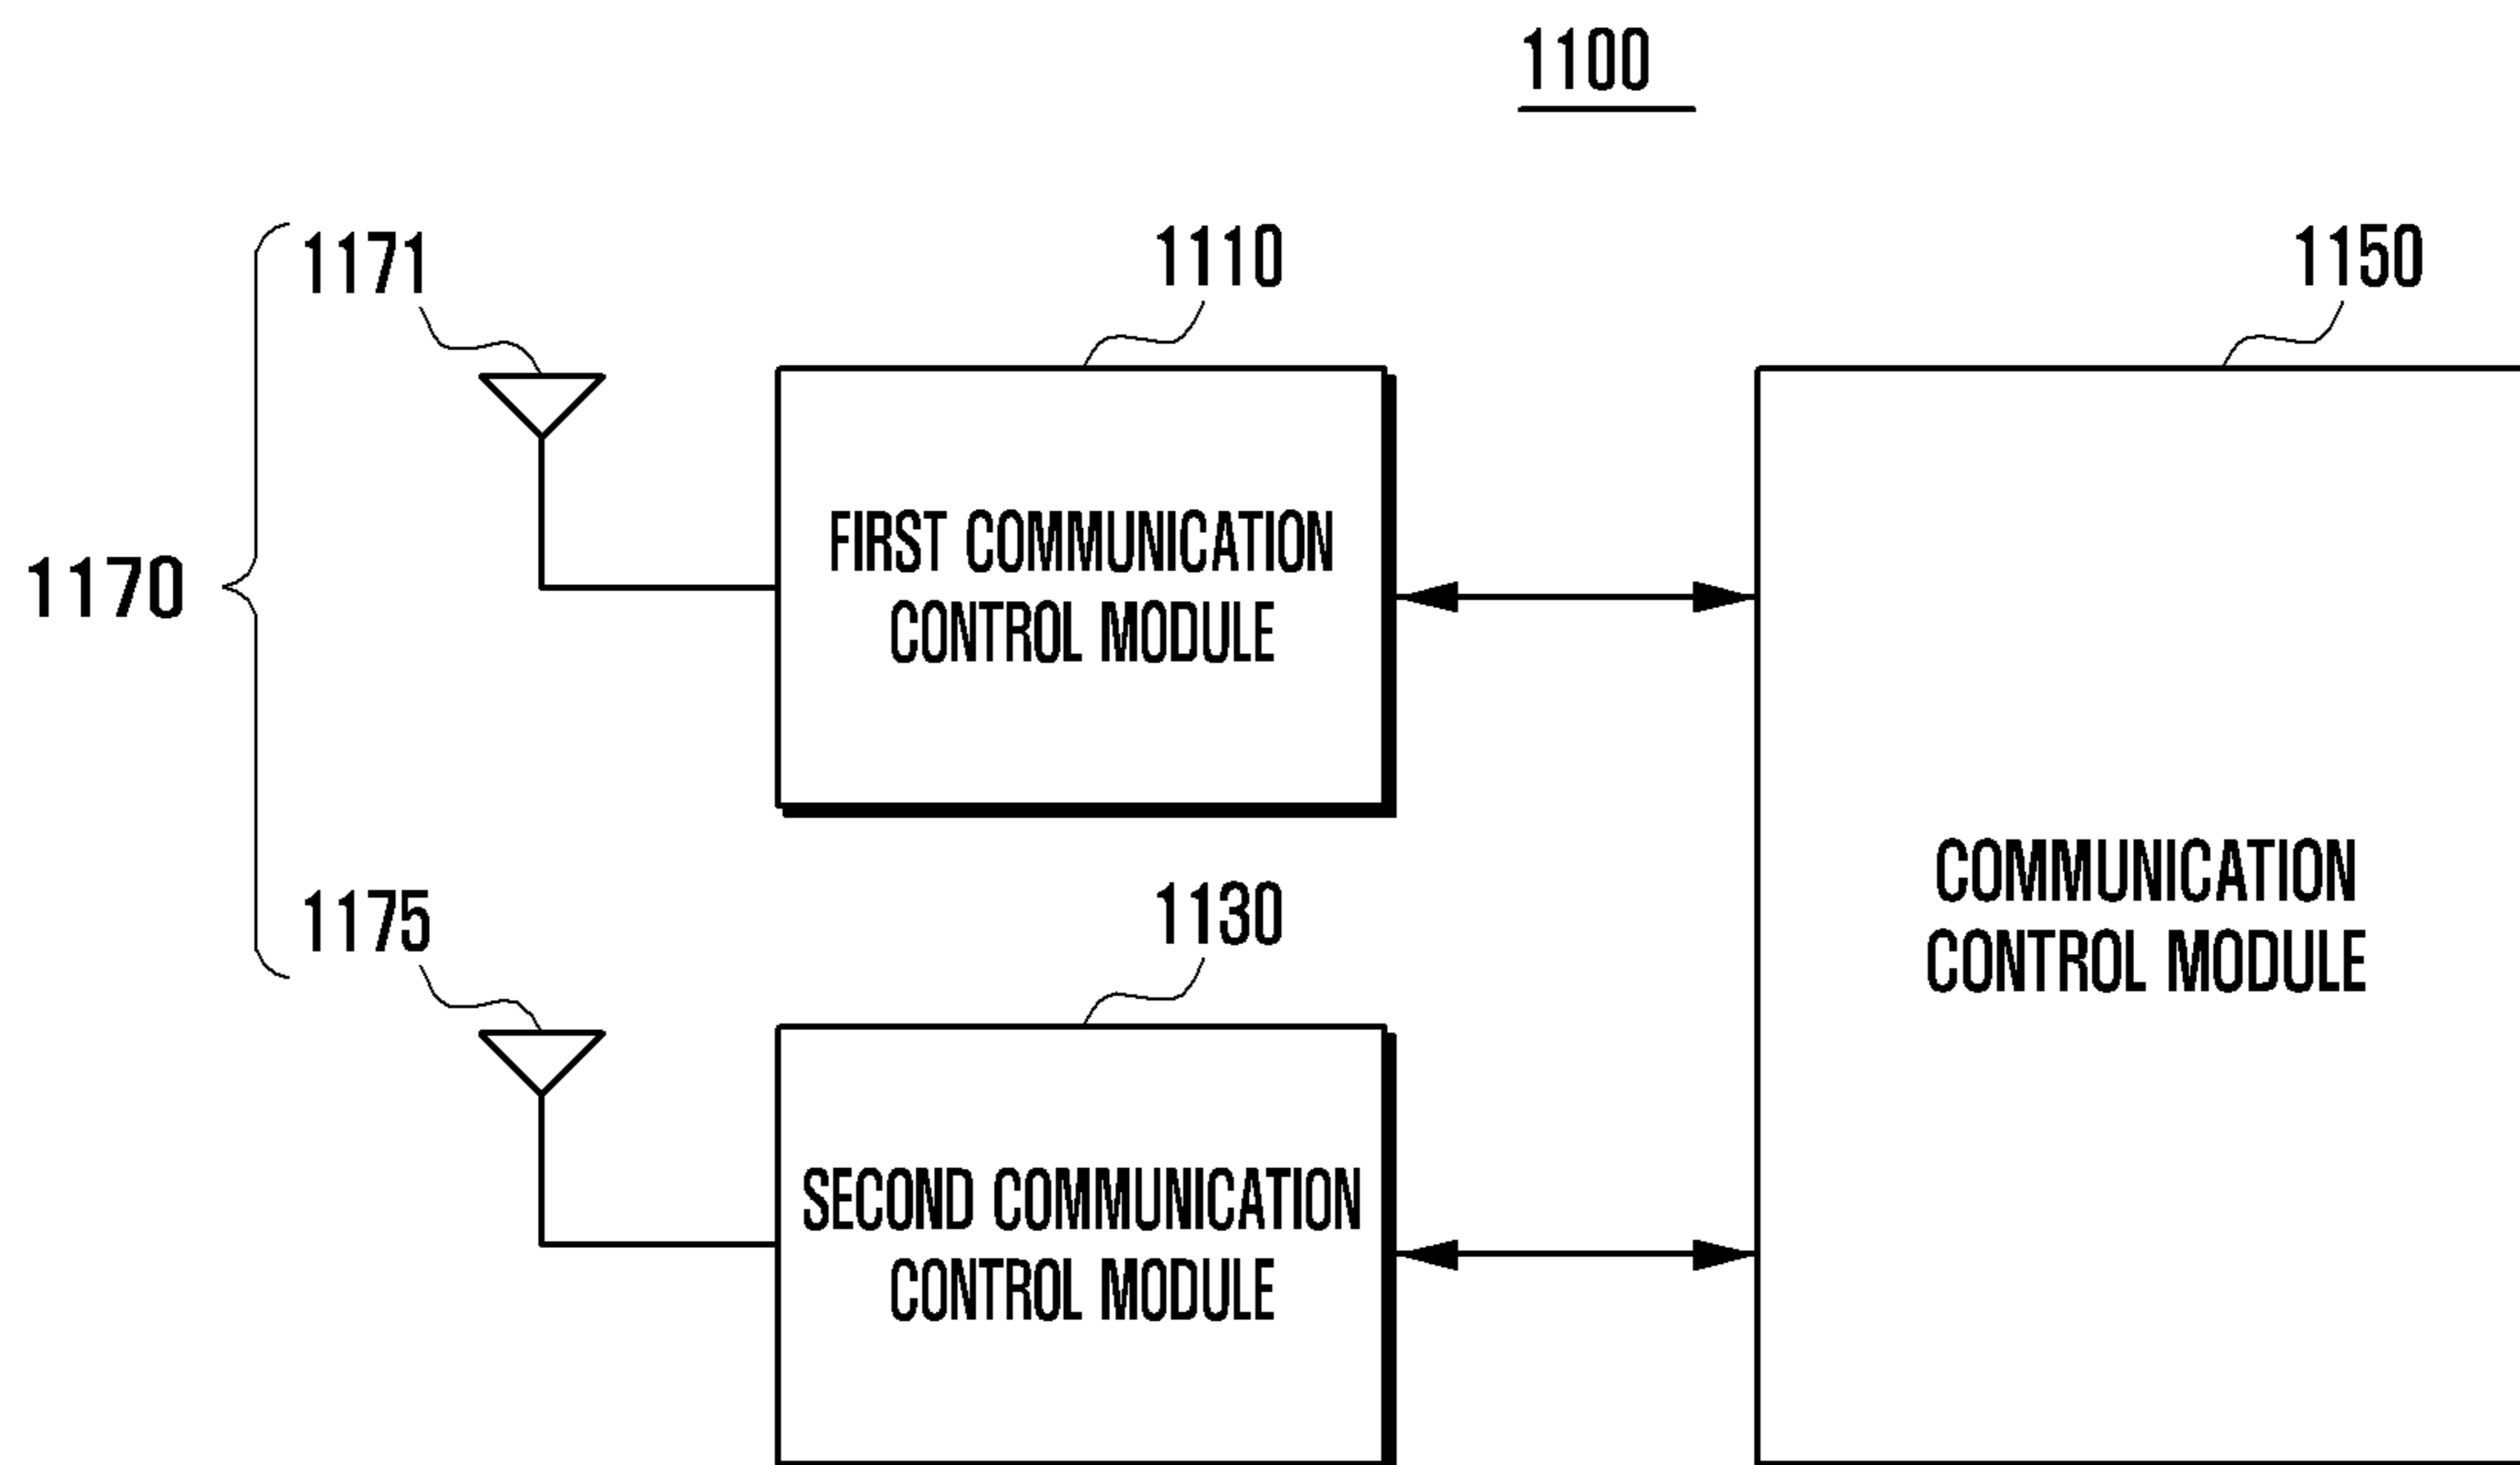 1100
1171
1110
1150
1170
FIRST COMMUNICATION
CONTROL MODULE
1175
1130
COMMUNICATION
CONTROL MODULE
SECOND COMMUNICATION
CONTROL MODULE